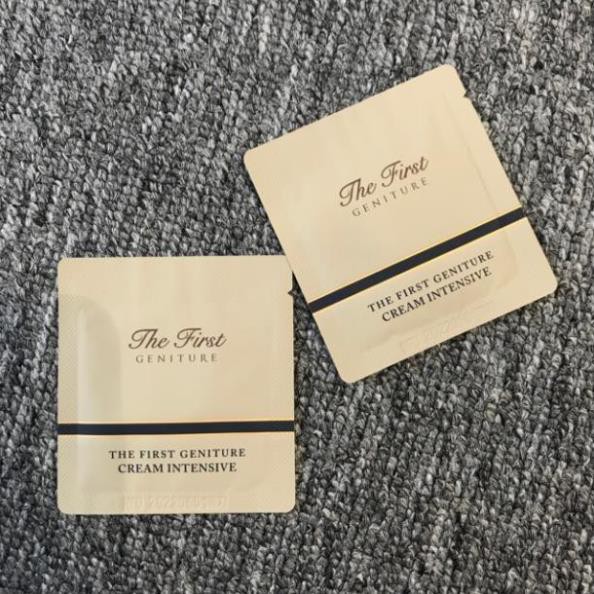 The First
GENITURE
THE FIRST GENITURE
CREAM INTENSIVE
The First
GENITURE
THE FIRST GENITURE
CREAM INTENSIVE